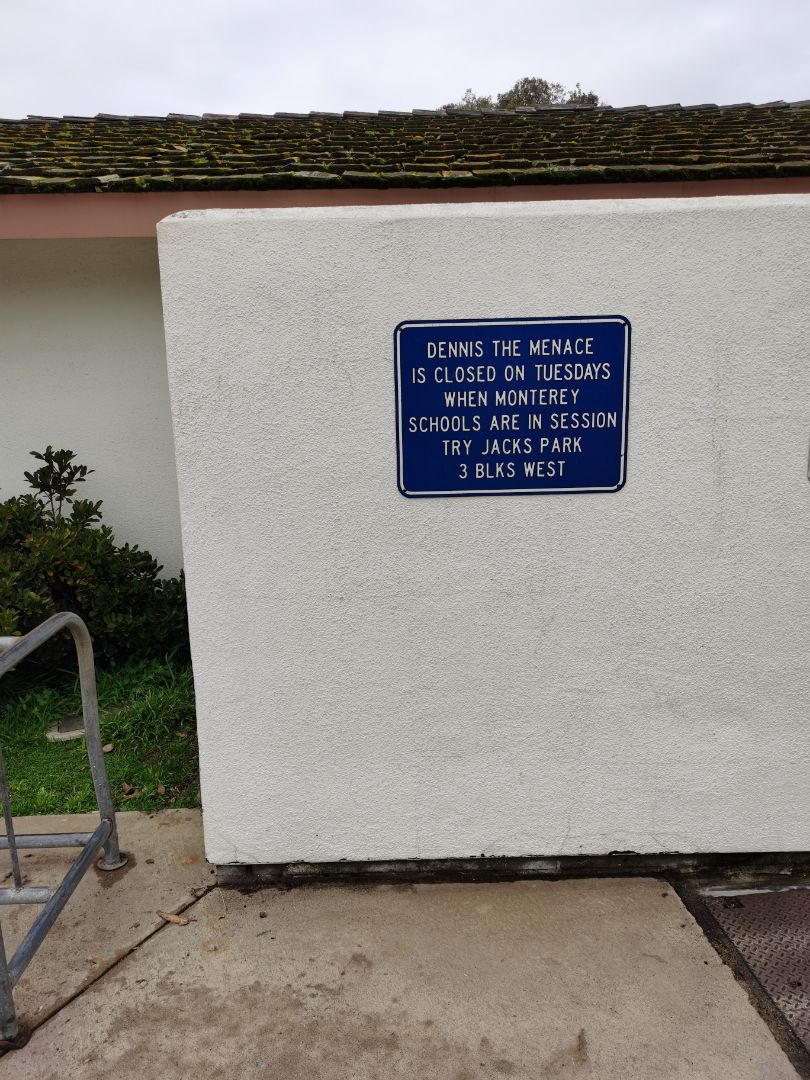 DENNIS THE MENACE
IS CLOSED ON TUESDAYS
WHEN MONTEREY
SCHOOLS ARE IN SESSION
TRY JACKS PARK
3 BLKS WEST